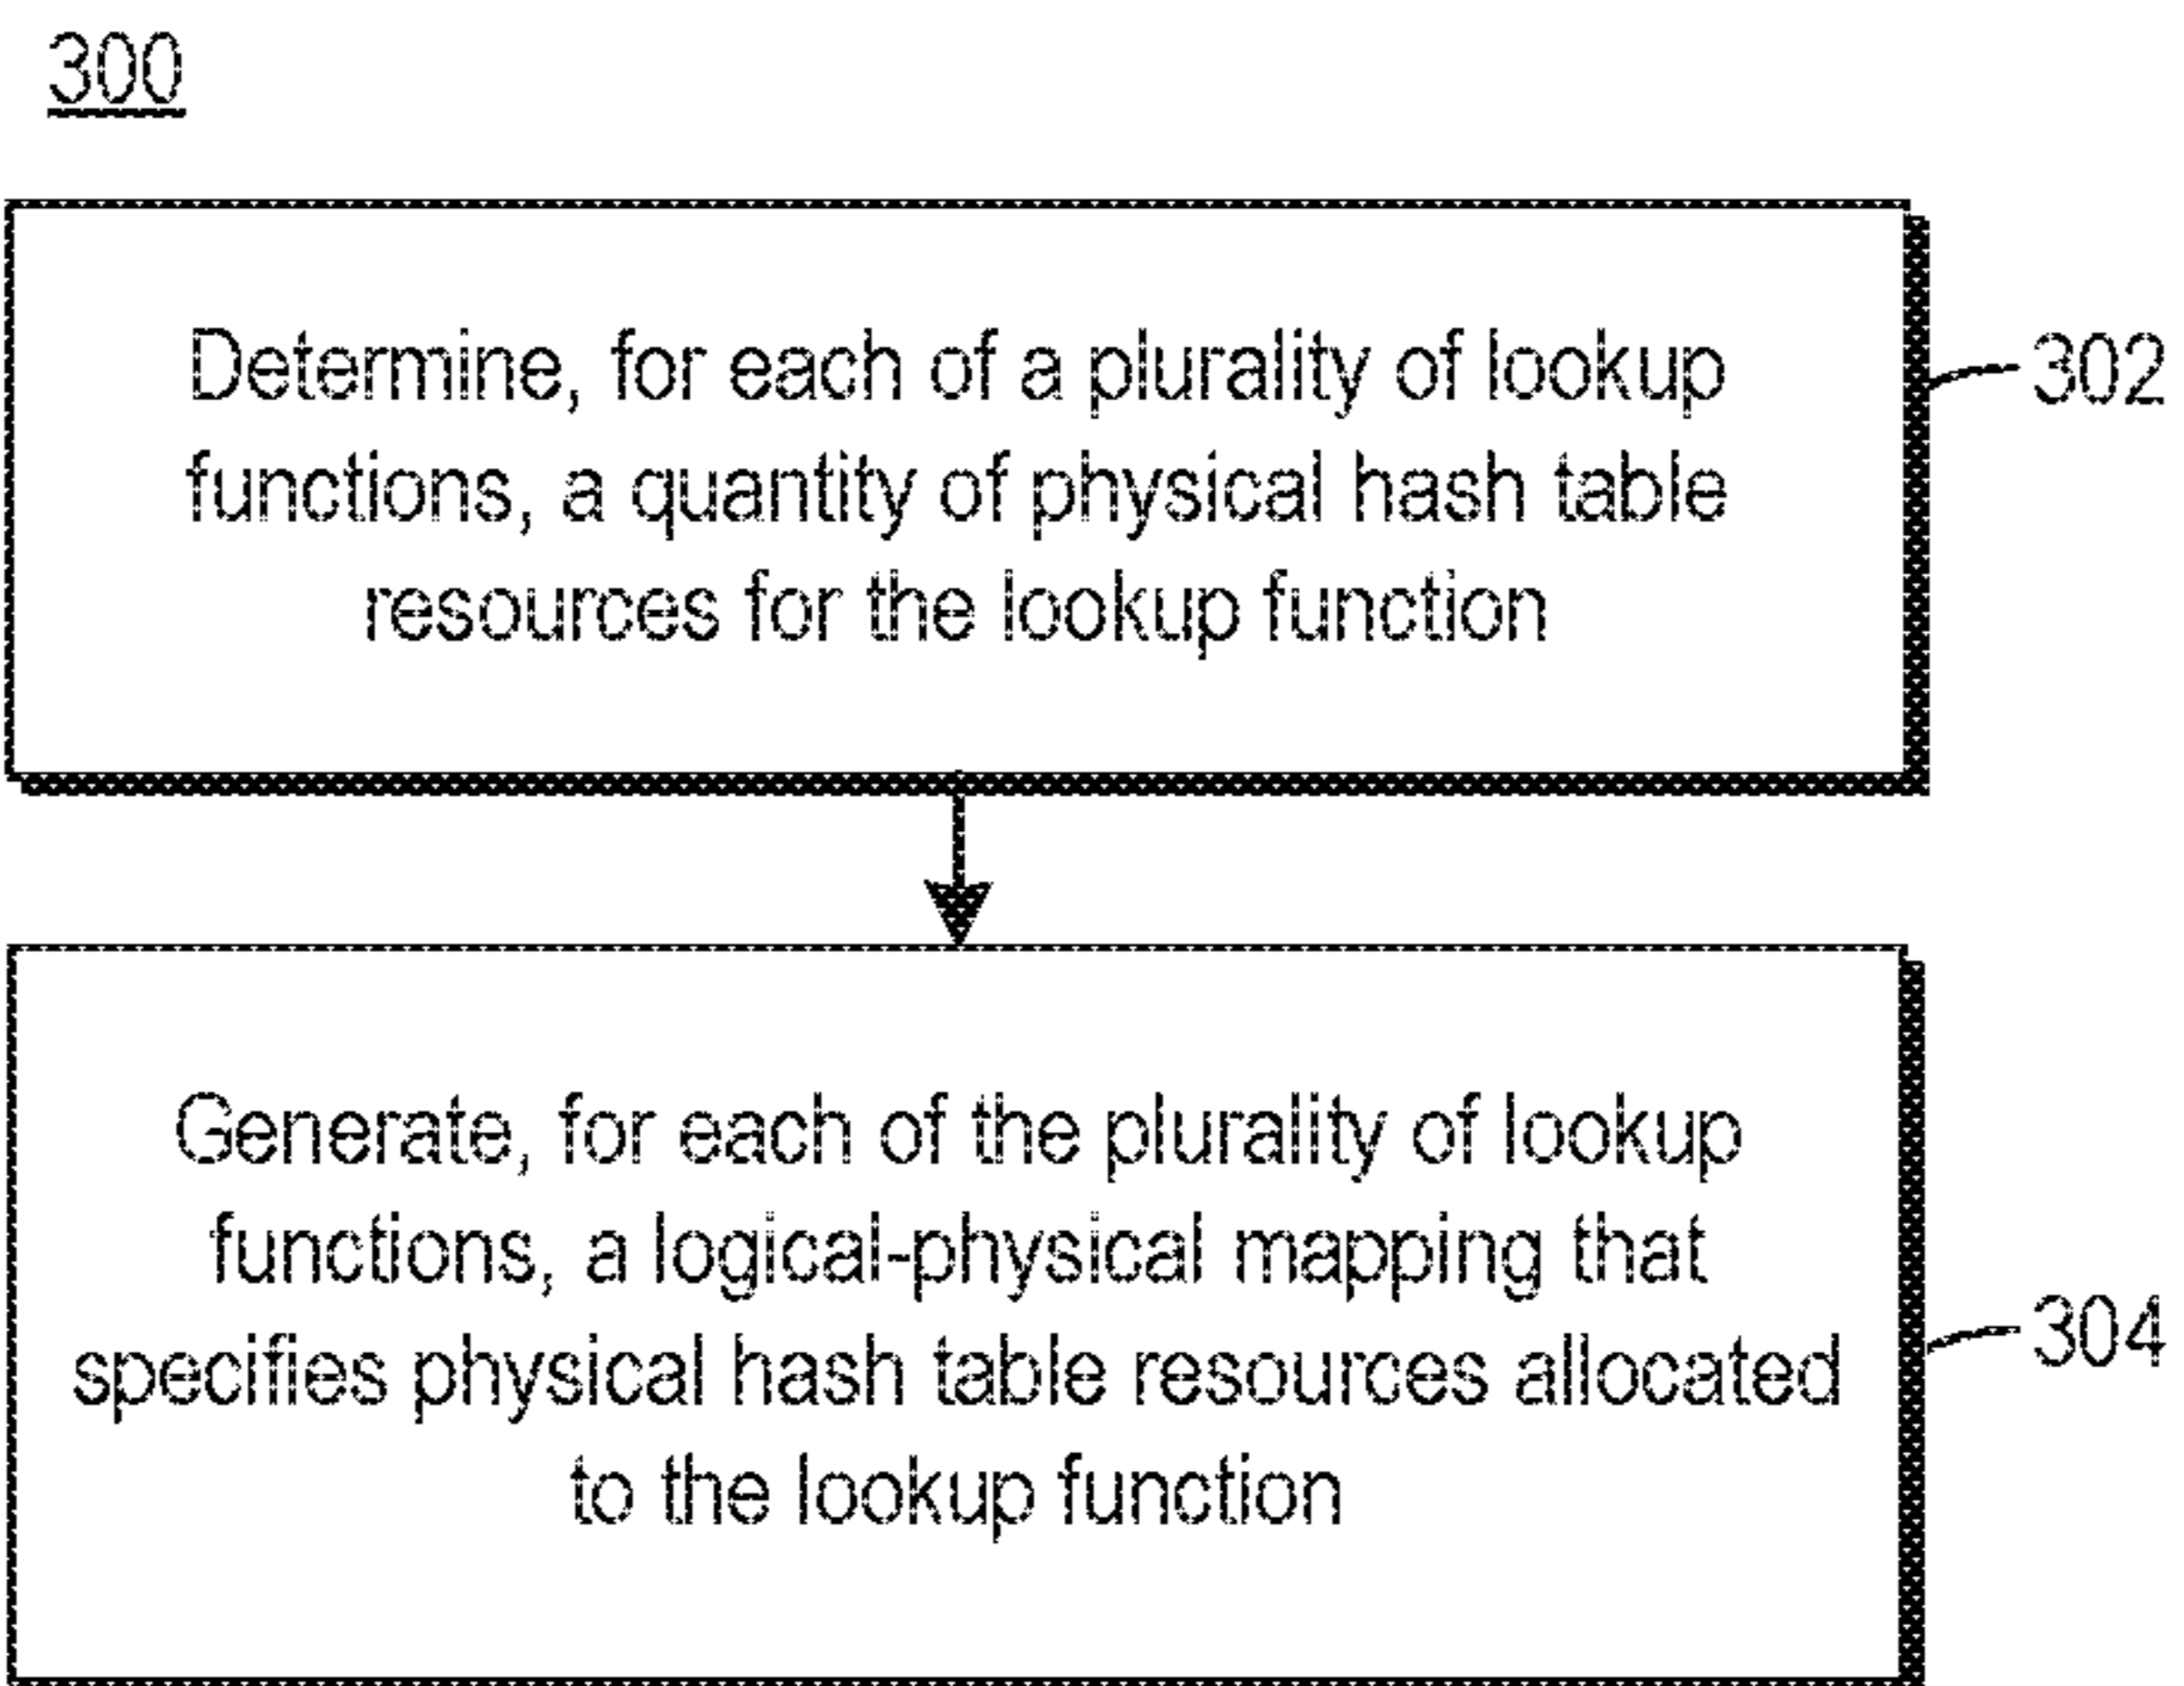 300
Determine, for each of a plurality of lookup
functions, a quantity of physical hash table
resources for the lookup function
302
Generate, for each of the plurality of lookup
functions, a logical-physical mapping that
specifies physical hash table resources allocated
to the lookup function
304